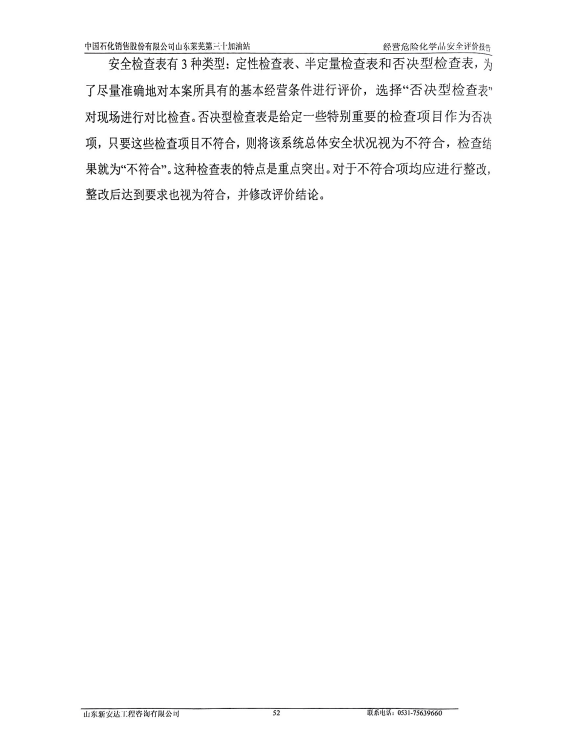 中国石化销售股份有限公司山东莱芜第三十加油站 经营危险化学品安全评价报告
安全检查表有 3 种类型：定性检查表、半定量检查表和否决型检查表，为
了尽量准确地对本案所具有的基本经营条件进行评价，选择“否决型检查表”
对现场进行对比检查。否决型检查表是给定一些特别重要的检查项目作为否决
项，只要这些检查项目不符合，则将该系统总体安全状况视为不符合，检查结
果就为“不符合”。这种检查表的特点是重点突出。对于不符合项均应进行整改，
整改后达到要求也视为符合，并修改评价结论。
山东新安达工程咨询有限公司 52 联系电话：0531-75639660